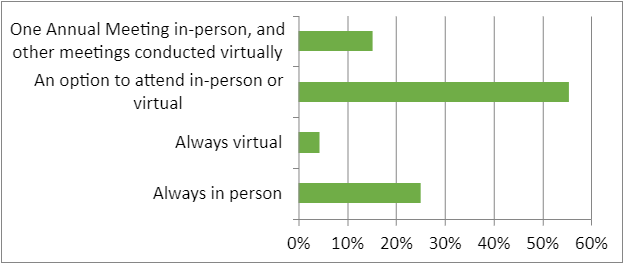 One Annual Meeting in-person, and
other meetings conducted virtually
An option to attend in-person or
virtual
Always virtual
Always in person
0% 10% 20% 30% 40% 50% 60%